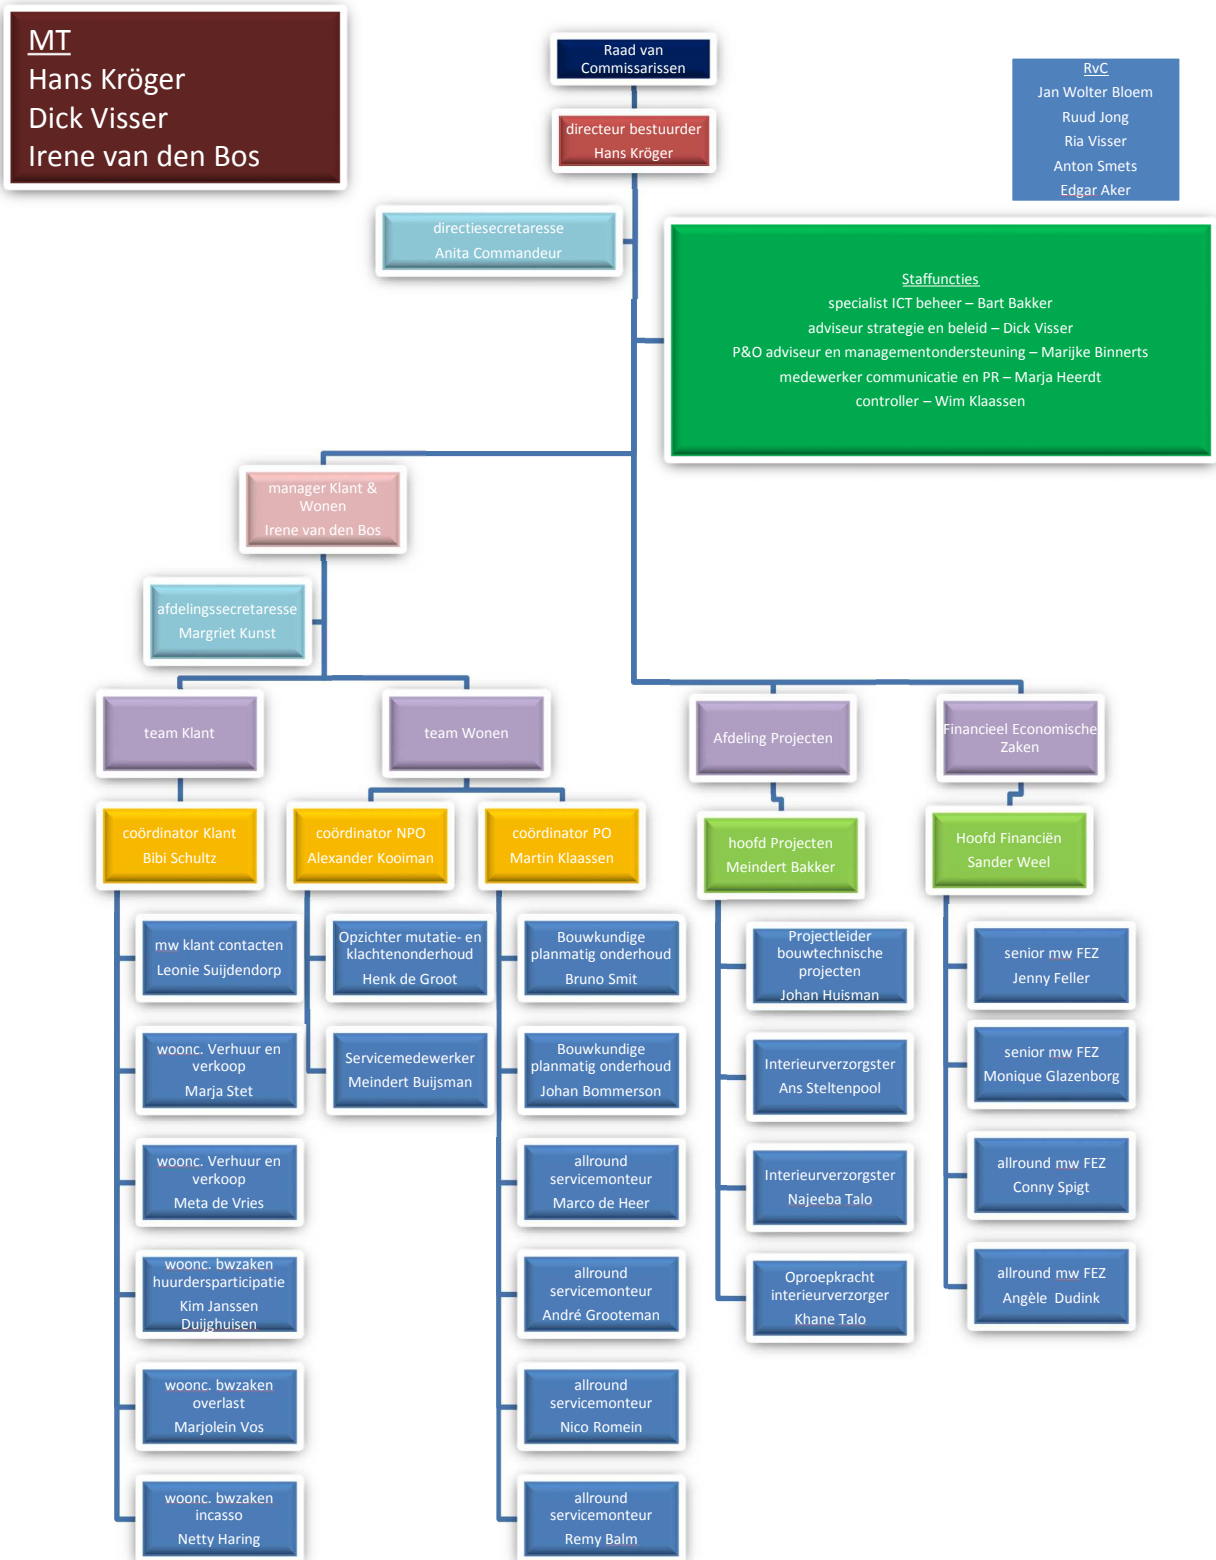 MT
Hans Kröger
Dick Visser
Irene van den Bos
Raad van
Commissarissen
RvC
Jan Wolter Bloem
Ruud Jong
Ria Visser
Anton Smets
Edgar Aker
directeur bestuurder
Hans Kröger
directiesecretaresse
Anita Commandeur
Staffuncties
specialist ICT beheer – Bart Bakker
adviseur strategie en beleid – Dick Visser
P&O adviseur en managementondersteuning – Marijke Binnerts
medewerker communicatie en PR – Marja Heerdt
controller – Wim Klaassen
manager Klant &
Wonen
Irene van den Bos
afdelingssecretaresse
Margriet Kunst
team Klant
team Wonen
Afdeling Projecten
Financieel Economische
Zaken
coördinator Klant
Bibi Schultz
coördinator NPO
Alexander Kooiman
coördinator PO
Martin Klaassen
hoofd Projecten
Meindert Bakker
Hoofd Financiën
Sander Weel
mw klant contacten
Leonie Suijdendorp
woonc. Verhuur en
verkoop
Marja Stet
woonc. Verhuur en
verkoop
Meta de Vries
woonc. bwzaken
huurdersparticipatie
Kim Janssen
Duijghuisen
woonc. bwzaken
overlast
Marjolein Vos
woonc. bwzaken
incasso
Netty Haring
Opzichter mutatie- en
klachtenonderhoud
Henk de Groot
Servicemedewerker
Meindert Buijsman
Bouwkundige
planmatig onderhoud
Bruno Smit
Bouwkundige
planmatig onderhoud
Johan Bommerson
allround
servicemonteur
Marco de Heer
allround
servicemonteur
André Grooteman
allround
servicemonteur
Nico Romein
allround
servicemonteur
Remy Balm
Projectleider
bouwtechnische
projecten
Johan Huisman
Interieurverzorgster
Ans Steltenpool
Interieurverzorgster
Najeeba Talo
Oproepkracht
interieurverzorger
Khane Talo
senior mw FEZ
Jenny Feller
senior mw FEZ
Monique Glazenborg
allround mw FEZ
Conny Spigt
allround mw FEZ
Angèle Dudink